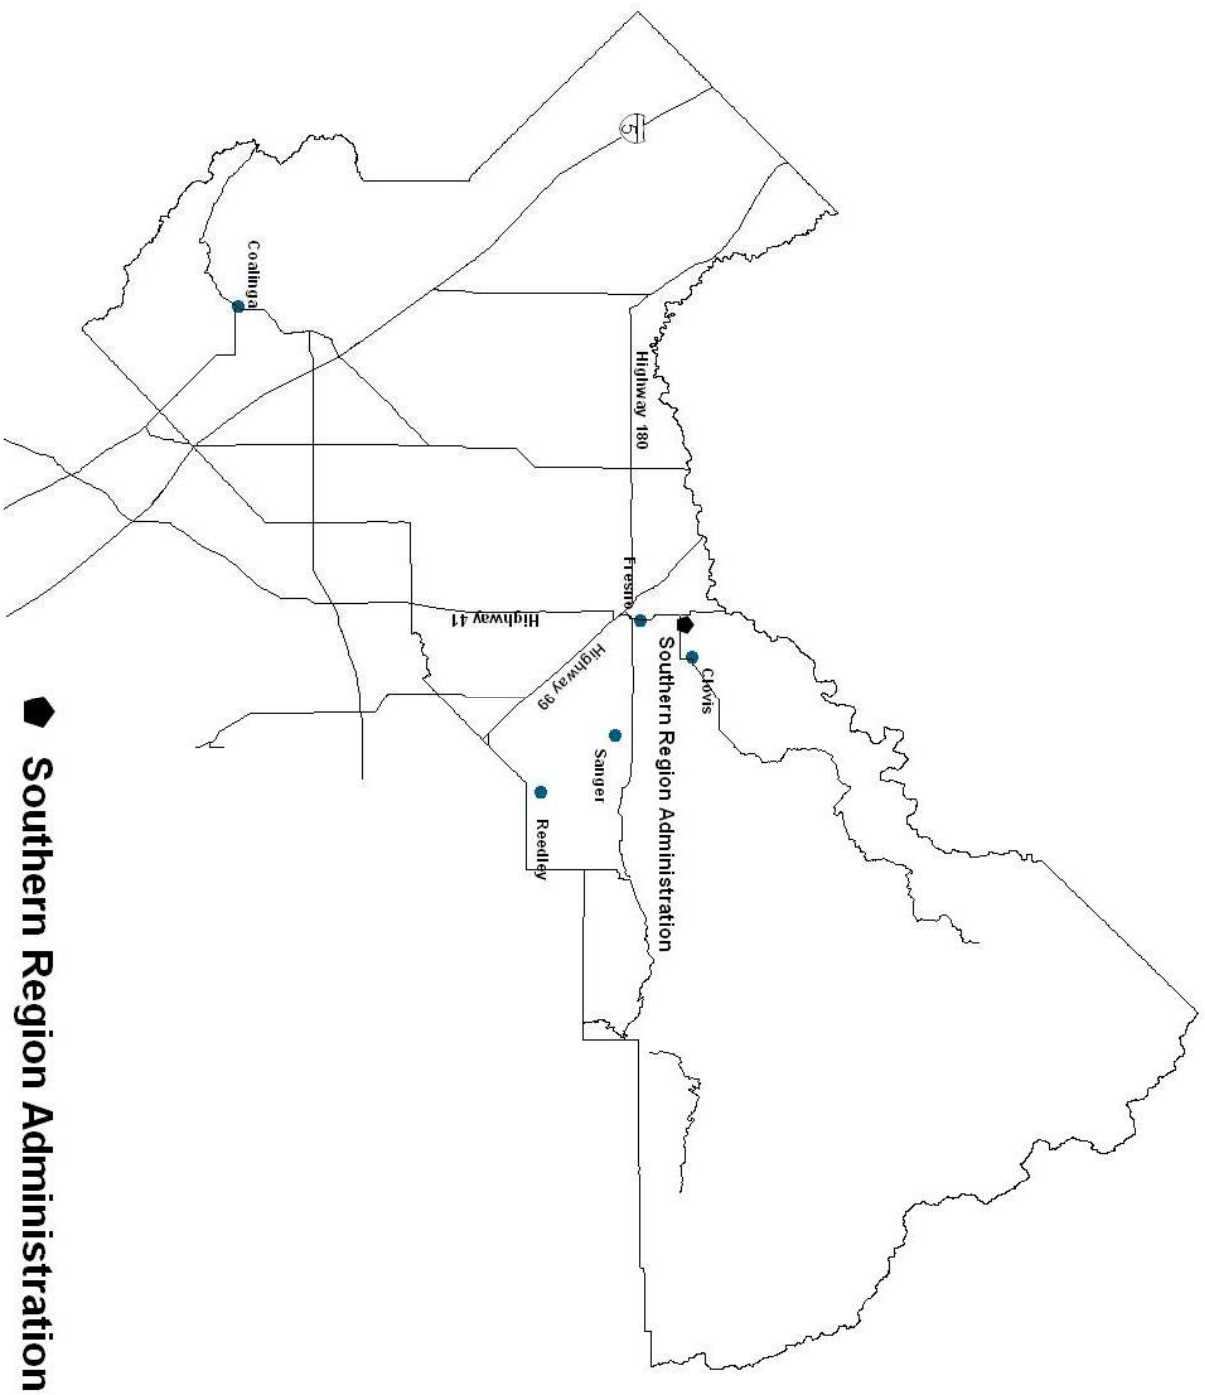 5
Coalinga
Highway 180
Fresno
Highway 41
Highway 99
Clovis
Southern Region Administration
Sanger
Reedley
Southern Region Administration